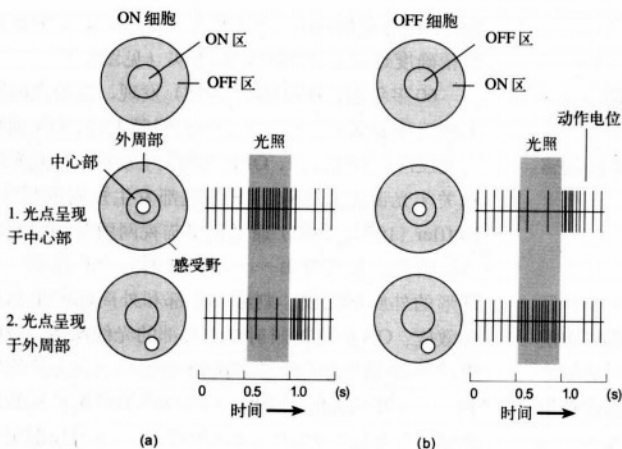 ON 细胞
ON 区
OFF 区
外周部
中心部
光照
1. 光点呈现
于中心部
感受野
2. 光点呈现
于外周部
0 0.5 1.0 (s)
时间
(a)
OFF 细胞
OFF 区
ON 区
动作电位
光照
0 0.5 1.0 (s)
时间
(b)